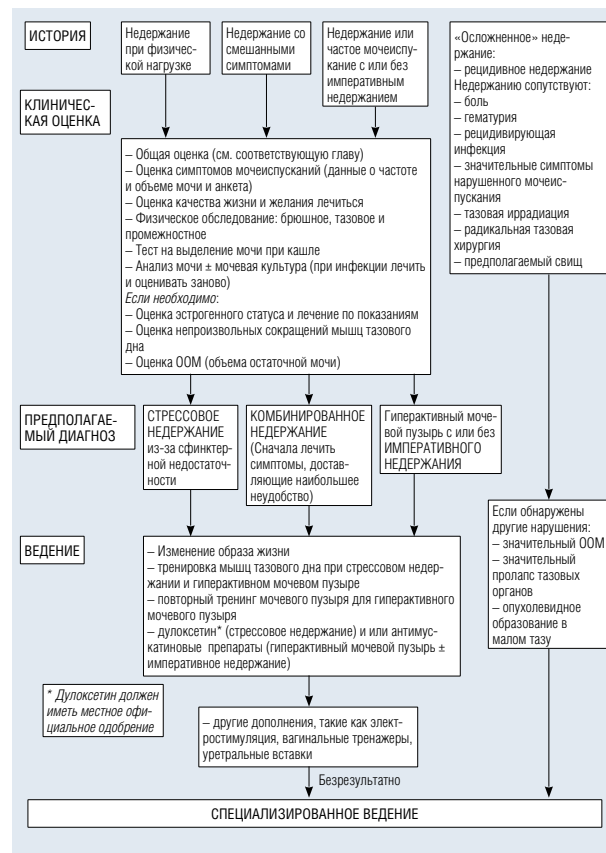 ИСТОРИЯ
Недержание
при физичес-
кой нагрузке
Недержание со
смешанными
симптомами
Недержание или
частое мочеиспу-
кание с или без
императивным
недержанием
«Осложненное» неде-
ржание:
– рецидивное недержание
Недержанию сопутствуют:
– боль
– гематурия
– рецидивирующая
инфекция
– значительные симптомы
нарушенного мочеис-
пускания
– тазовая иррадиация
– радикальная тазовая
хирургия
– предполагаемый свищ
КЛИНИЧЕС-
КАЯ ОЦЕНКА
– Общая оценка (см. соответствующую главу)
– Оценка симптомов мочеиспусканий (данные о частоте
и объеме мочи и анкета)
– Оценка качества жизни и желания лечиться
– Физическое обследование: брюшное, тазовое и
промежностное
– Тест на выделение мочи при кашле
– Анализ мочи ± мочевая культура (при инфекции лечить
и оценивать заново)
Если необходимо:
– Оценка эстрогенного статуса и лечение по показаниям
– Оценка непроизвольных сокращений мышц тазового
дна
– Оценка ООМ (объема остаточной мочи)
ПРЕДПОЛАГАЕ-
МЫЙ ДИАГНОЗ
СТРЕССОВОЕ
НЕДЕРЖАНИЕ
из-за сфинктер-
ной недостаточ-
ности
КОМБИНИРОВАННОЕ
НЕДЕРЖАНИЕ
(Сначала лечить
симптомы, достав-
ляющие наибольшее
неудобство)
Гиперактивный моче-
вой пузырь с или без
ИМПЕРАТИВНОГО
НЕДЕРЖАНИЯ
Если обнаружены
другие нарушения:
– значительный ООМ
– значительный
пролапс тазовых
органов
– опухолевидное
образование в
малом тазу
ВЕДЕНИЕ
– Изменение образа жизни
– тренировка мышц тазового дна при стрессовом недер-
жании и гиперактивном мочевом пузыре
– повторный тренинг мочевого пузыря для гиперактивного
мочевого пузыря
– дулоксетин* (стрессовое недержание) и или антимус-
катиновые препараты (гиперактивный мочевой пузырь ±
императивное недержание)
* Дулоксетин должен
иметь местное офи-
циальное одобрение
– другие дополнения, такие как элект-
ростимуляция, вагинальные тренажеры,
уретральные вставки
Безрезультатно
СПЕЦИАЛИЗИРОВАННОЕ ВЕДЕНИЕ